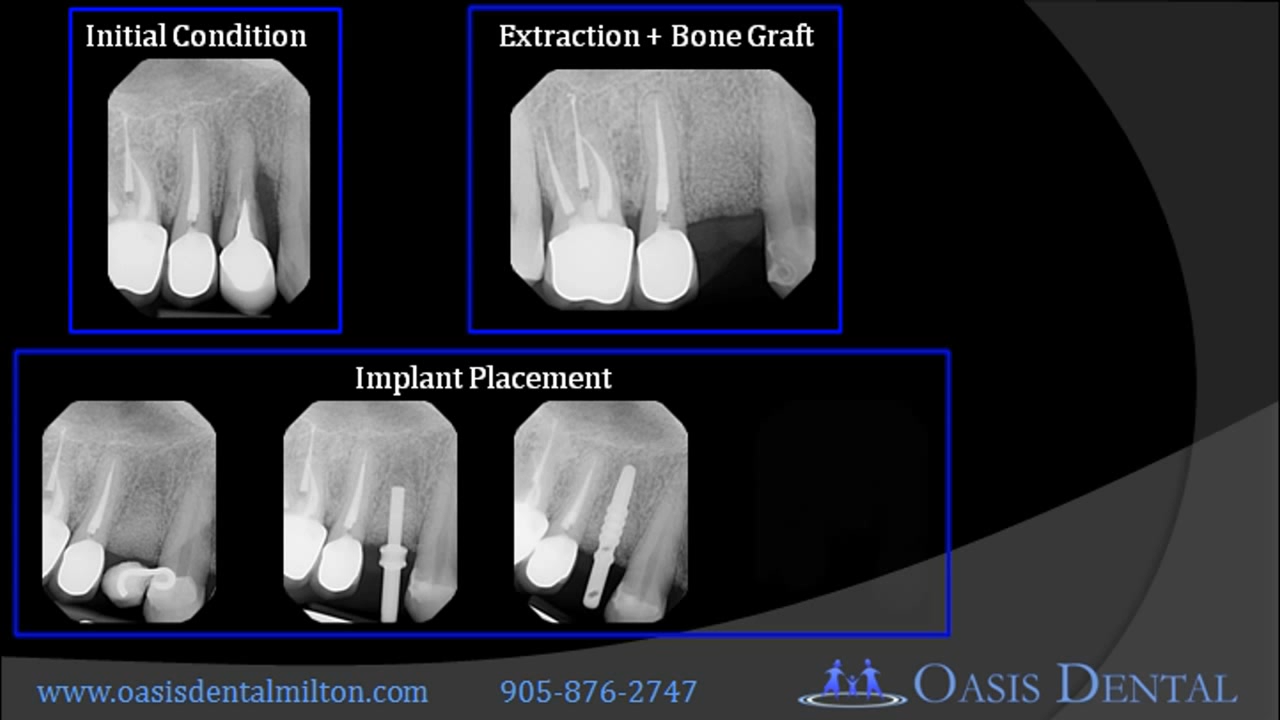 Initial Condition
Extraction + Bone Graft
Implant Placement
www.oasisdentalmilton.com
905-876-2747
OASIS DENTAL